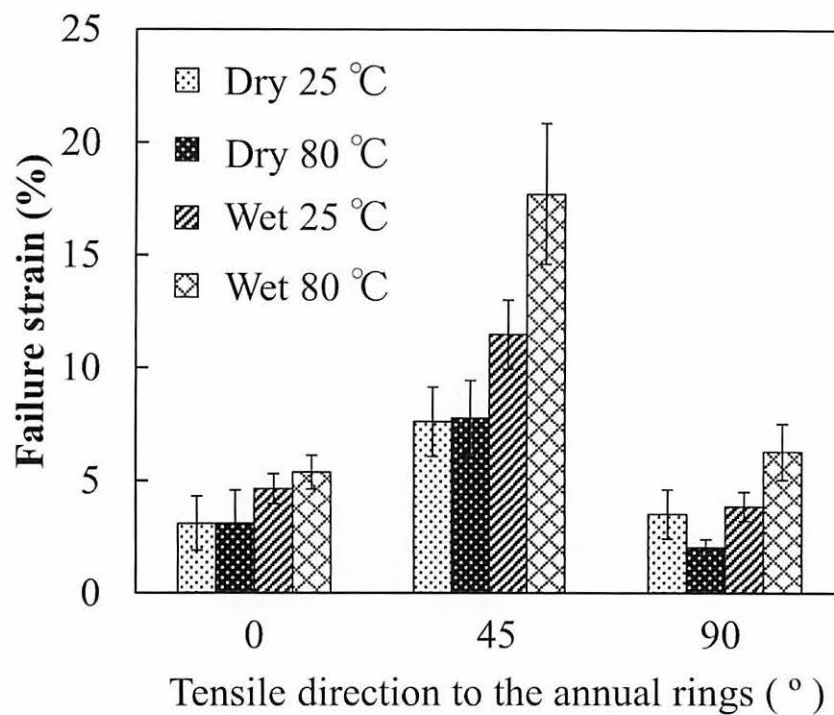 25
20
15
10
5
0
Failure strain (%)
Dry 25 ℃
Dry 80 ℃
Wet 25 ℃
Wet 80 ℃
0 45 90
Tensile direction to the annual rings ( º )